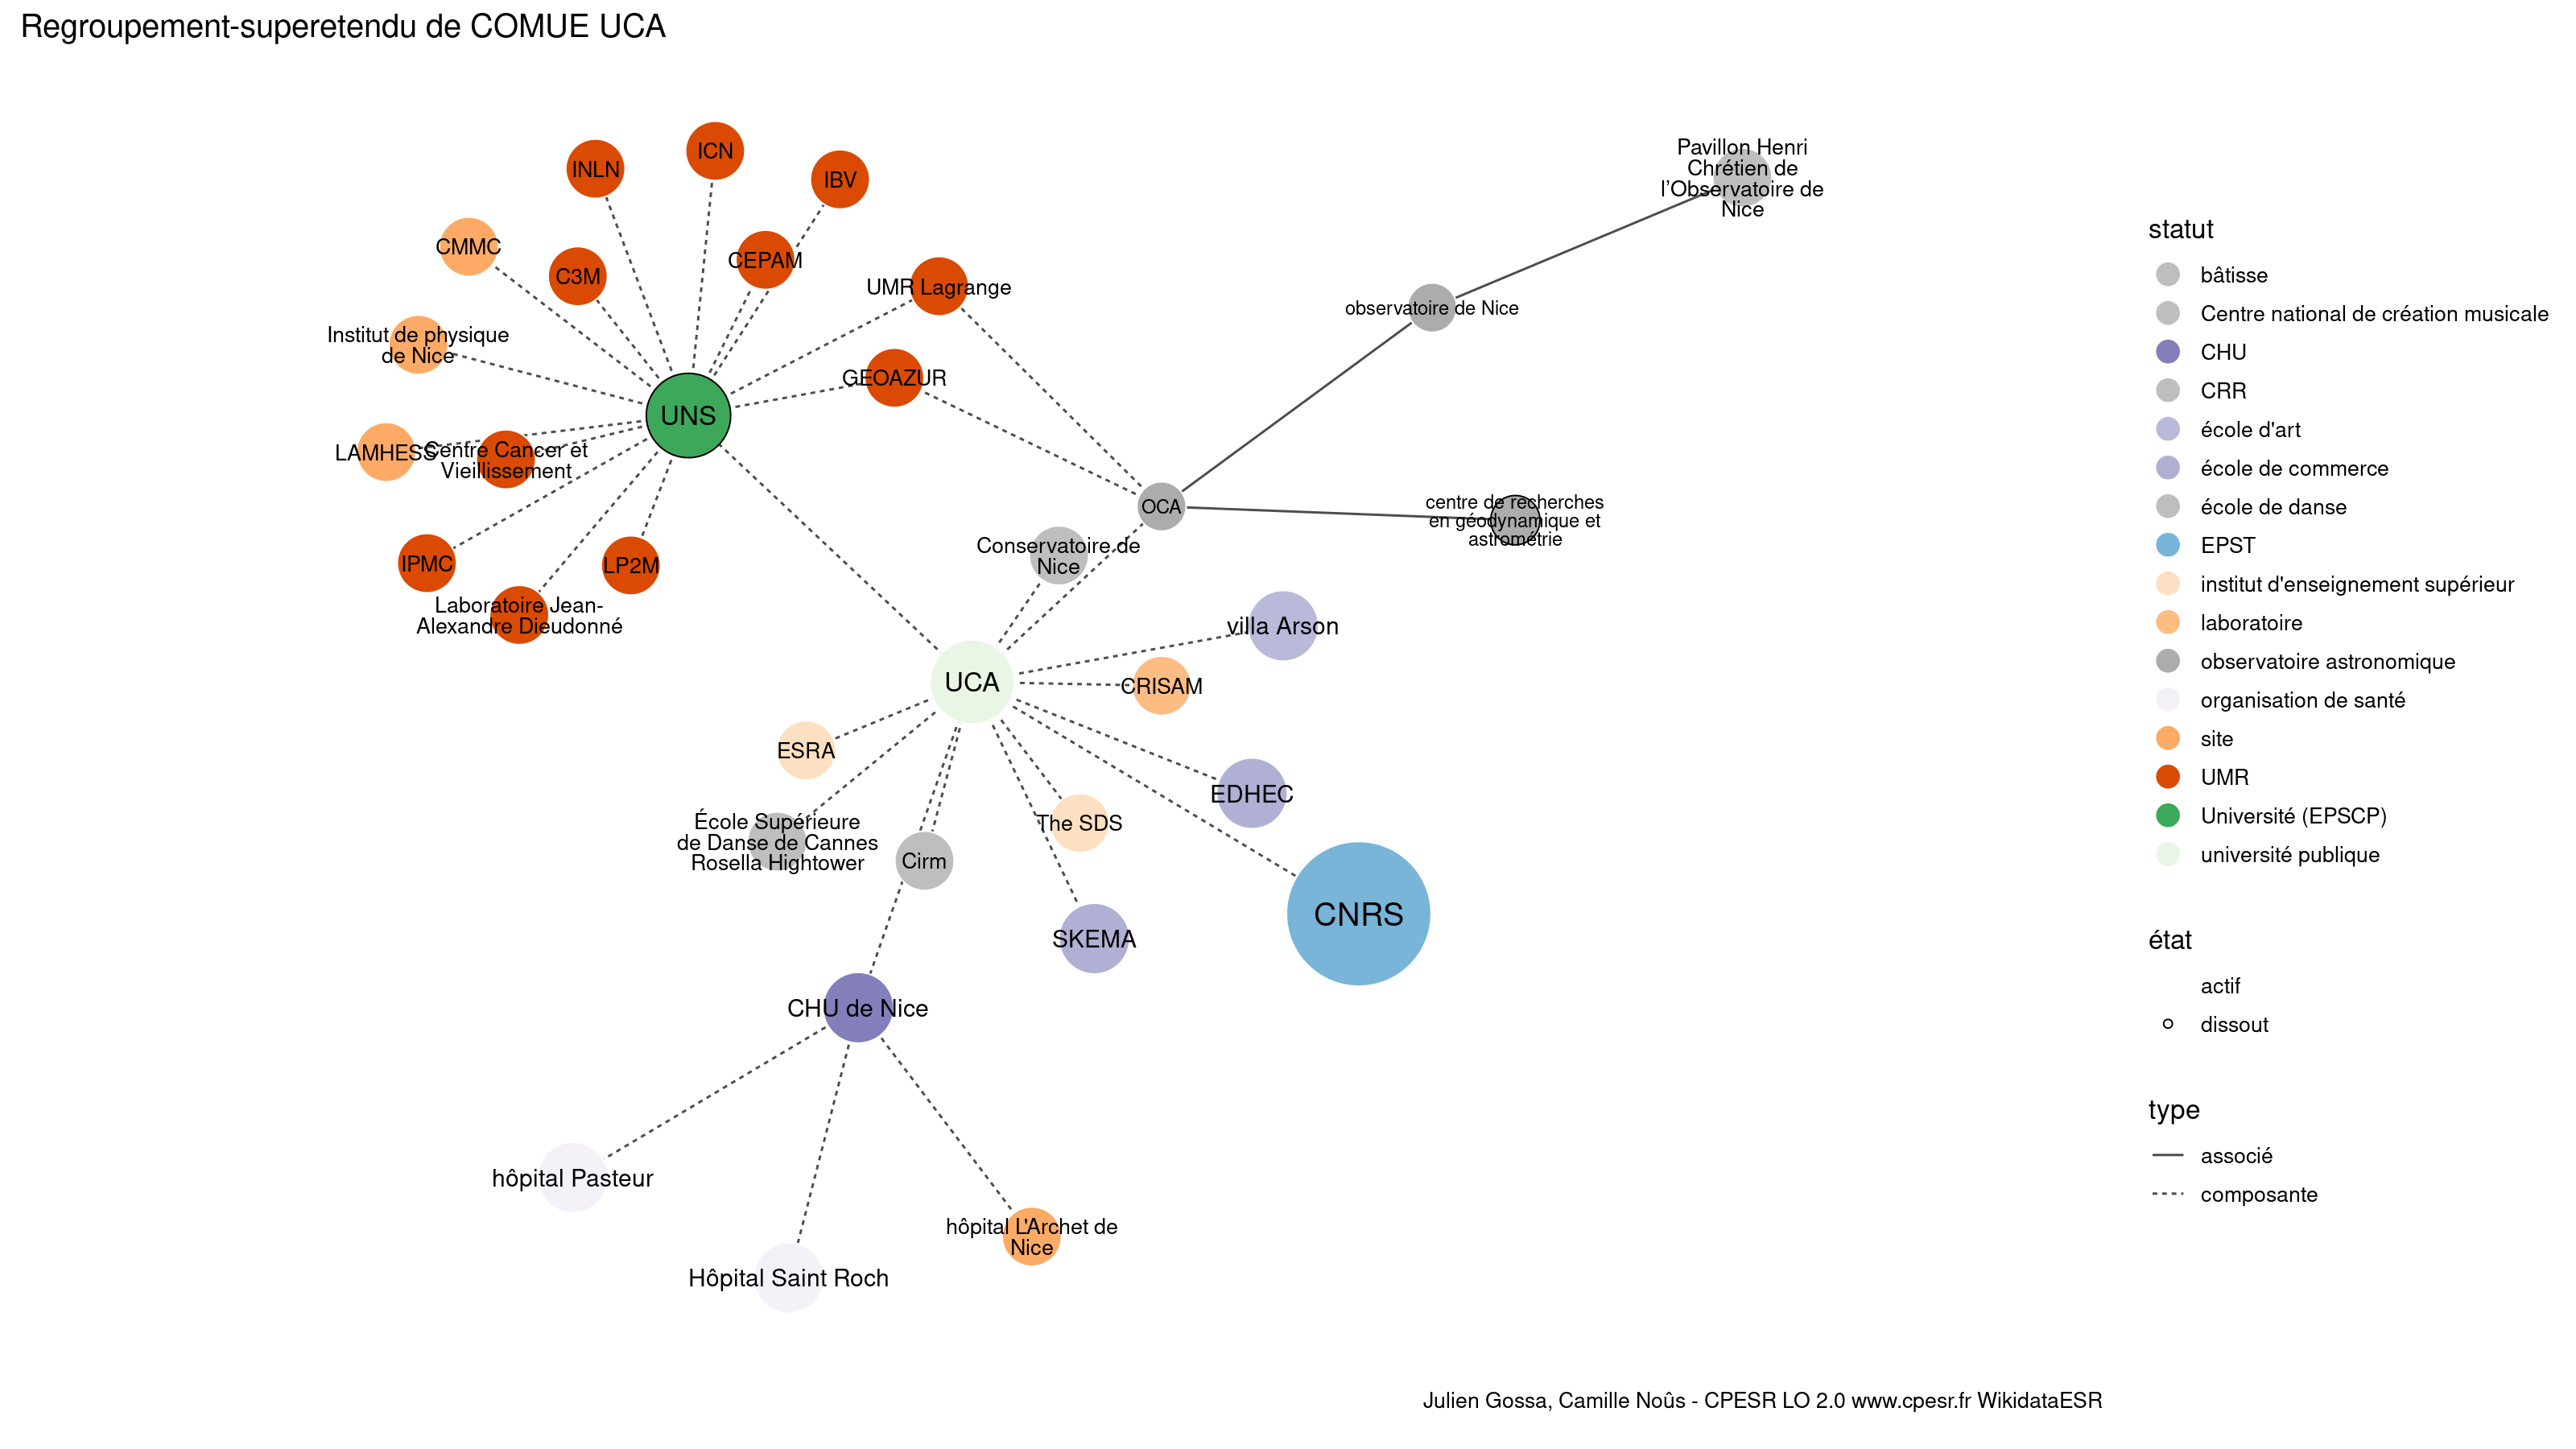 Regroupement-superetendu de COMUE UCA
ICN
INLN
IBV
CMMC
C3M
CEPAM
UMR Lagrange
Institut de physique
de Nice
GEOAZUR
UNS
LAMHESS
Centre Cancer et
Vieillissement
IPMC
LP2M
Laboratoire Jean-
Alexandre Dieudonné
Pavillon Henri
Chrétien de
l'Observatoire de
Nice
observatoire de Nice
OCA
centre de recherches
en géodynamique et
astrométrie
Conservatoire de
Nice
villa Arson
UCA
CRISAM
ESRA
EDHEC
École Supérieure
de Danse de Cannes
Rosella Hightower
Cirm
The SDS
CNRS
SKEMA
CHU de Nice
hôpital Pasteur
hôpital L'Archet de
Nice
Hôpital Saint Roch
statut
bâtisse
Centre national de création musicale
CHU
CRR
école d'art
école de commerce
école de danse
EPST
institut d'enseignement supérieur
laboratoire
observatoire astronomique
organisation de santé
site
UMR
Université (EPSCP)
université publique
état
actif
dissout
type
associé
composante
Julien Gossa, Camille Noûs - CPESR LO 2.0 www.cpesr.fr WikidataESR